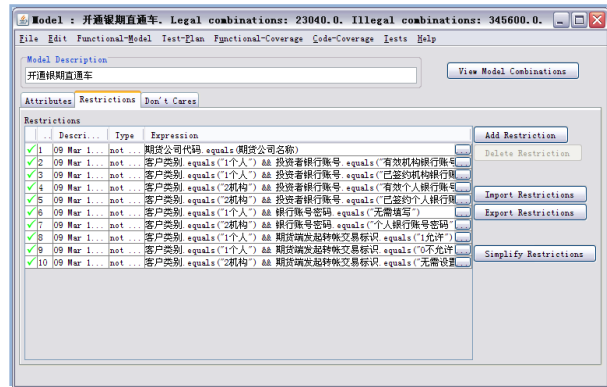 Model : 开通银期直通车. Legal combinations: 23040.0. Illegal combinations: 345600.0.
File Edit Functional-Model Test-Plan Functional-Coverage Code-Coverage Tests Help
Model Description
开通银期直通车
View Model Combinations
Attributes Restrictions Don't Cares
Restrictions
.. Descri... Type Expression
1 09 Mar 1... not ... 期货公司代码.equals(期货公司名称) ...
2 09 Mar 1... not ... 客户类别.equals("1个人") && 投资者银行账号.equals("有效机构银行账号 ...
3 09 Mar 1... not ... 客户类别.equals("1个人") && 投资者银行账号.equals("已签约机构银行账 ...
4 09 Mar 1... not ... 客户类别.equals("2机构") && 投资者银行账号.equals("有效个人银行账号 ...
5 09 Mar 1... not ... 客户类别.equals("2机构") && 投资者银行账号.equals("已签约个人银行账 ...
6 09 Mar 1... not ... 客户类别.equals("1个人") && 银行账号密码.equals("无需填写") ...
7 09 Mar 1... not ... 客户类别.equals("2机构") && 银行账号密码.equals("个人银行账号密码" ...
8 09 Mar 1... not ... 客户类别.equals("1个人") && 期货端发起转帐交易标识.equals("1允许") ...
9 09 Mar 1... not ... 客户类别.equals("1个人") && 期货端发起转帐交易标识.equals("0不允许 ...
10 09 Mar 1... not ... 客户类别.equals("2机构") && 期货端发起转帐交易标识.equals("无需设置 ...
Add Restriction
Delete Restriction
Import Restrictions
Export Restrictions
Simplify Restrictions